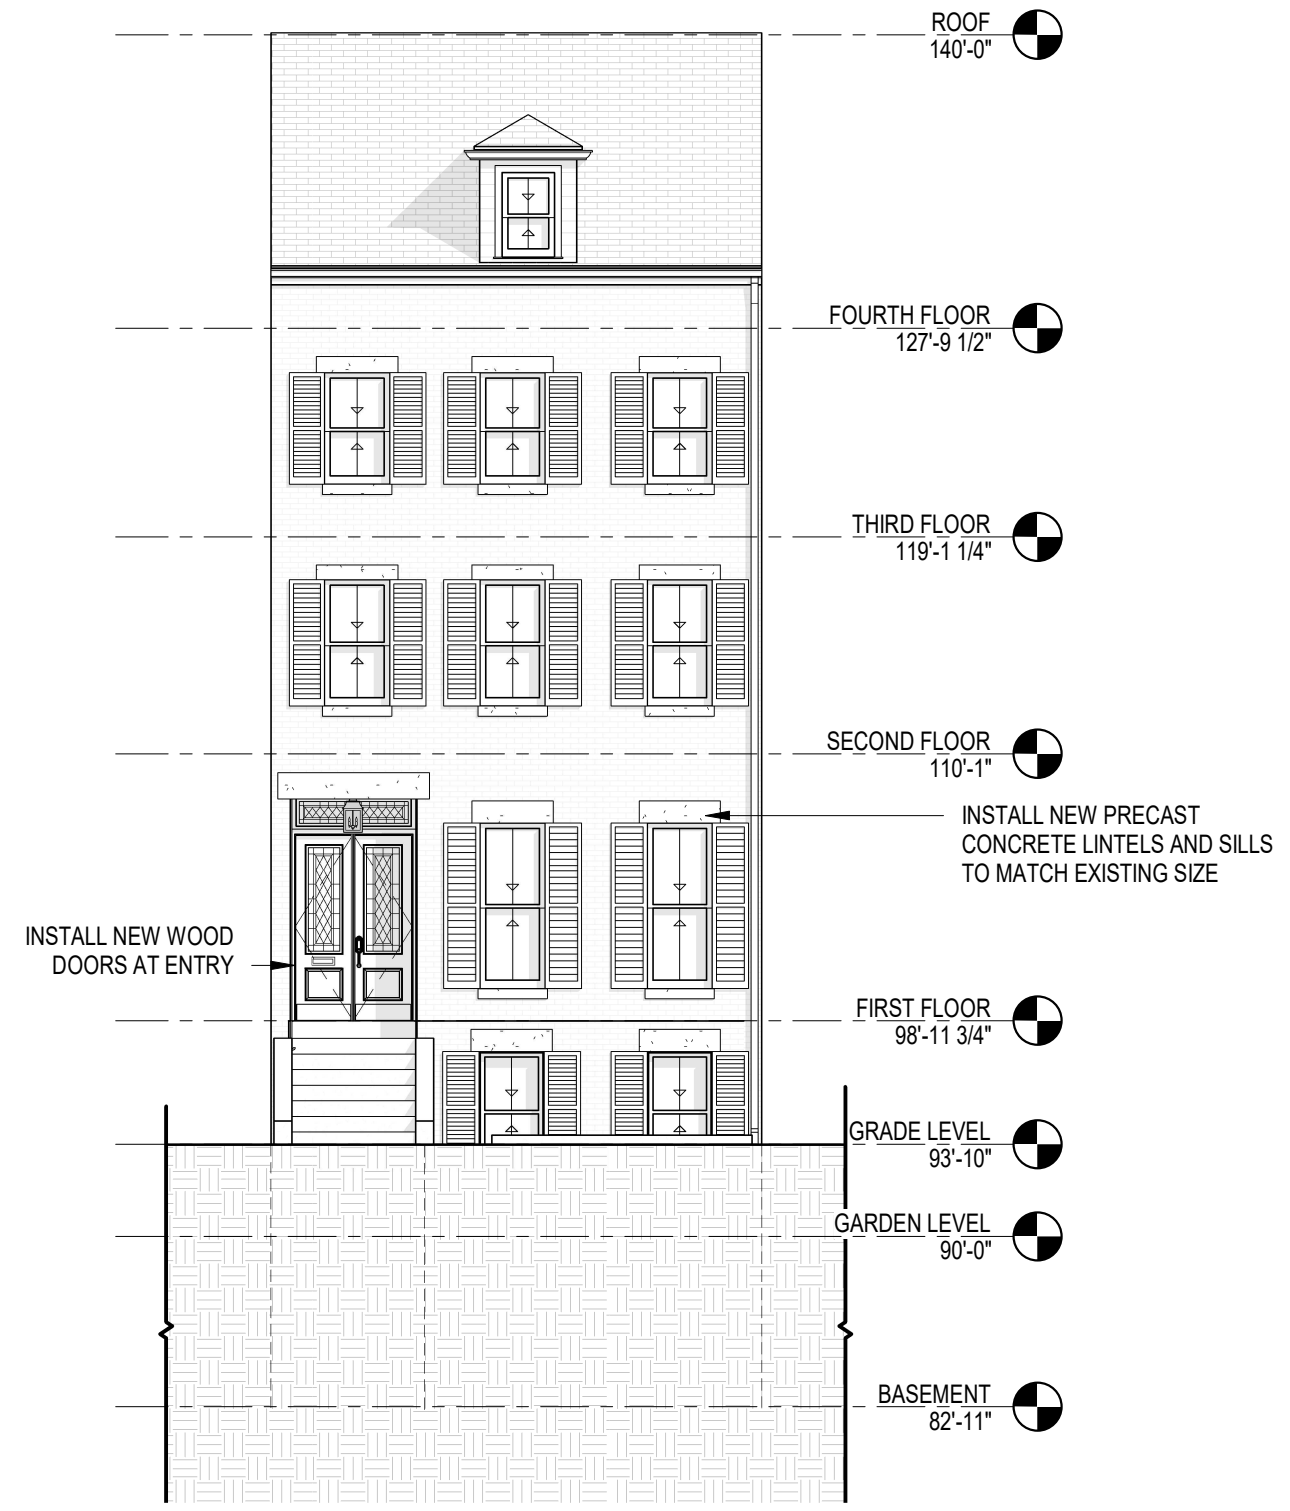 ROOF
140'-0"
FOURTH FLOOR
127'-9 1/2"
THIRD FLOOR
119'-1 1/4"
SECOND FLOOR
110'-1"
INSTALL NEW PRECAST
CONCRETE LINTELS AND SILLS
TO MATCH EXISTING SIZE
INSTALL NEW WOOD
DOORS AT ENTRY
FIRST FLOOR
98'-11 3/4"
GRADE LEVEL
93'-10"
GARDEN LEVEL
90'-0"
BASEMENT
82'-11"